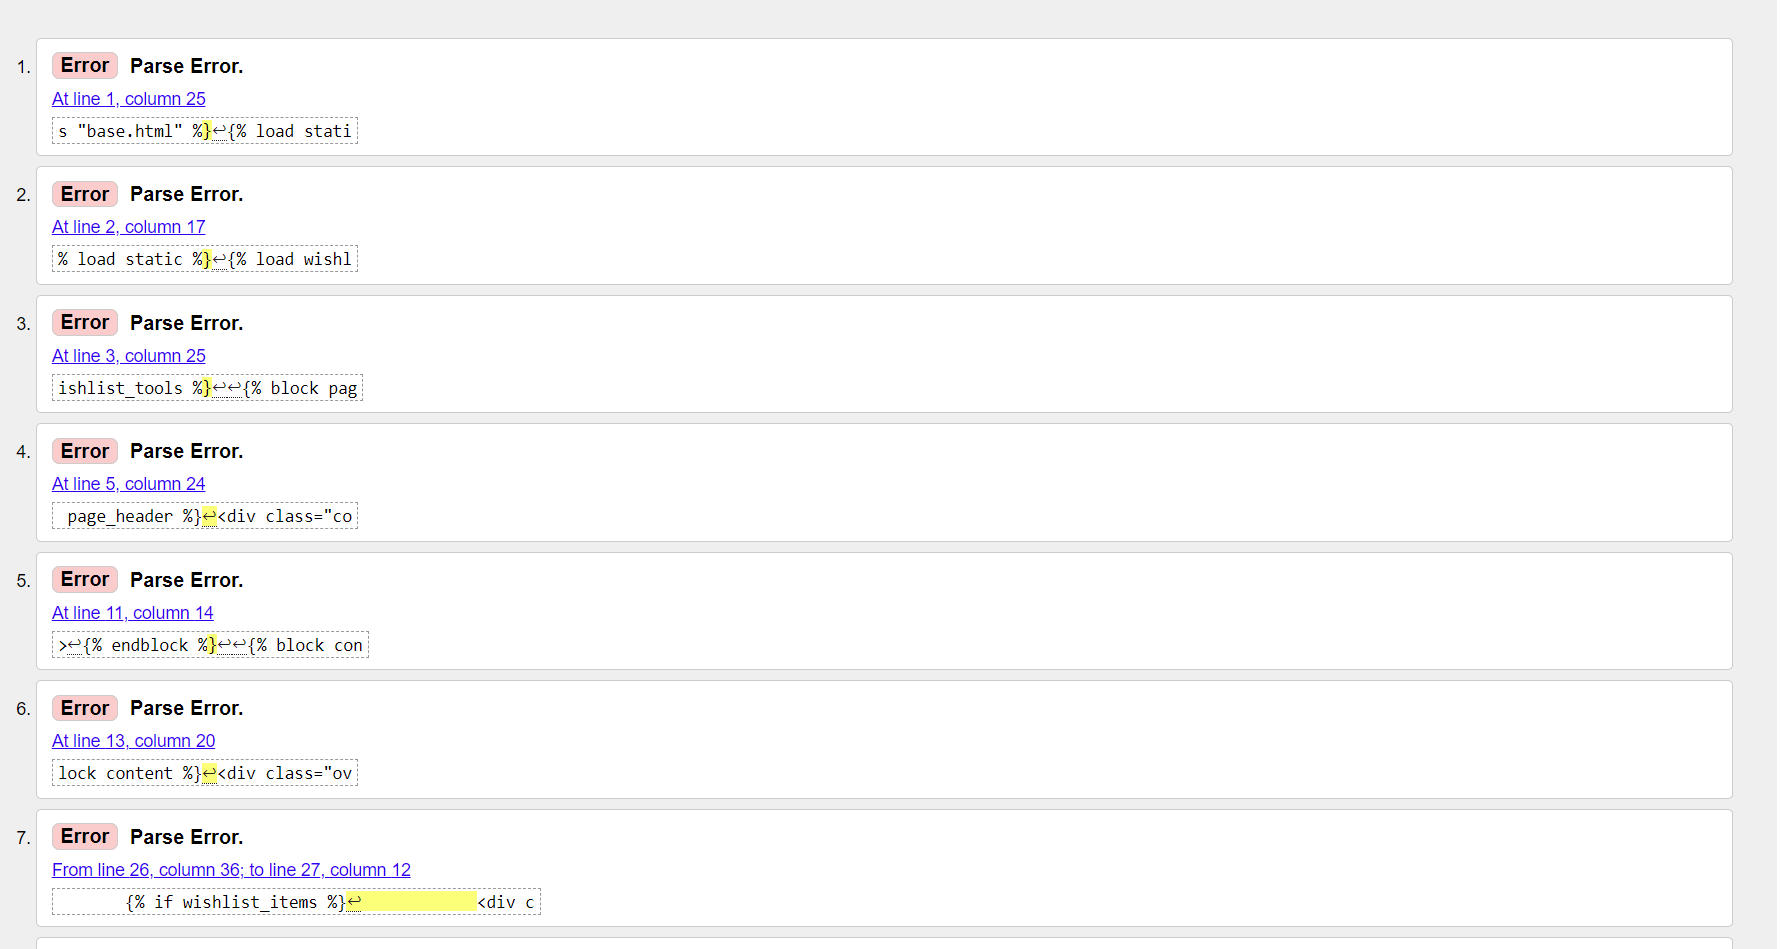 1. Error Parse Error.
At line 1, column 25
s "base.html" %}↩{% load stati
2. Error Parse Error.
At line 2, column 17
% load static %}↩{% load wishl
3. Error Parse Error.
At line 3, column 25
ishlist_tools %}↩↩{% block pag
4. Error Parse Error.
At line 5, column 24
page_header %}↩<div class="co
5. Error Parse Error.
At line 11, column 14
>↩{% endblock %}↩↩{% block con
6. Error Parse Error.
At line 13, column 20
lock content %}↩<div class="ov
7. Error Parse Error.
From line 26, column 36; to line 27, column 12
{% if wishlist_items %}↩            <div c